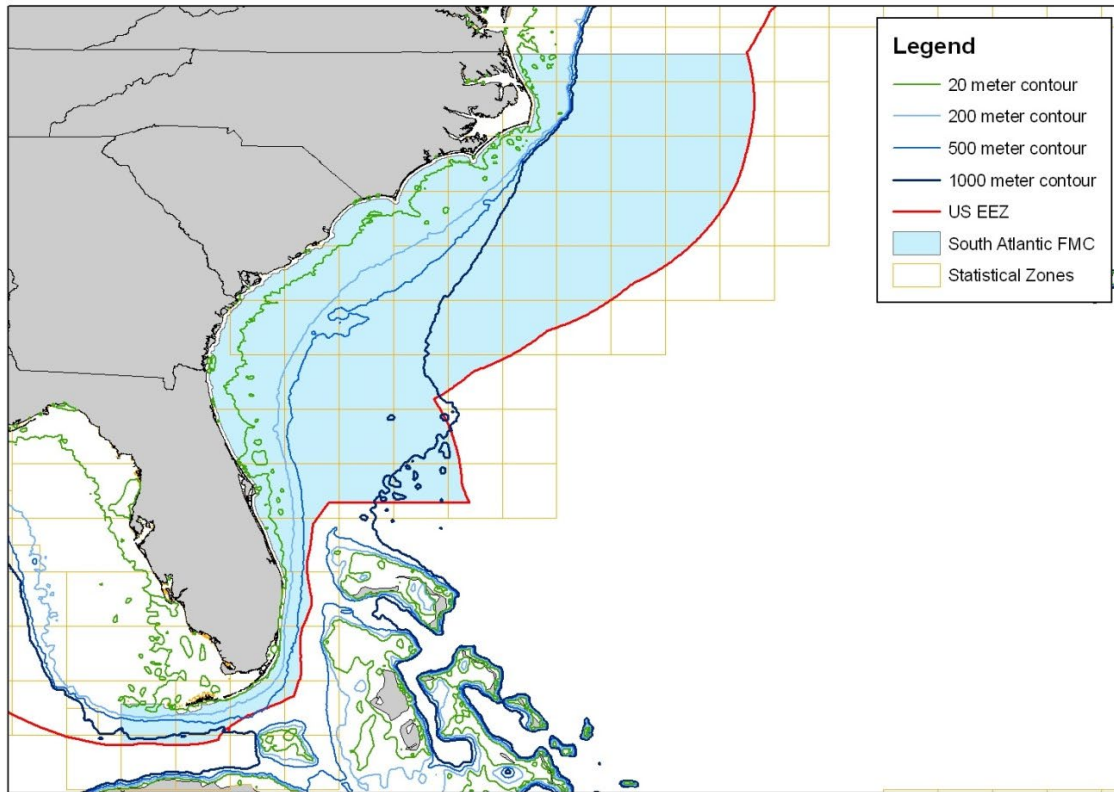 Legend
20 meter contour
200 meter contour
500 meter contour
1000 meter contour
US EEZ
South Atlantic FMC
Statistical Zones